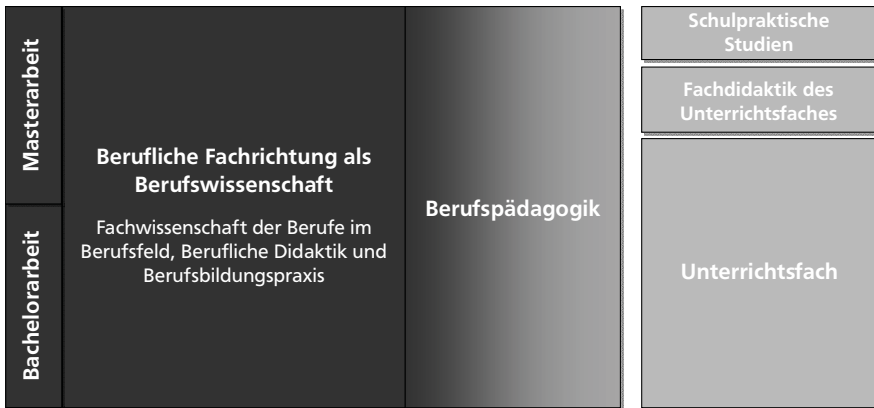 Masterarbeit
Bachelorarbeit
Berufliche Fachrichtung als
Berufswissenschaft
Fachwissenschaft der Berufe im
Berufsfeld, Berufliche Didaktik und
Berufsbildungspraxis
Berufspädagogik
Schulpraktische
Studien
Fachdidaktik des
Unterrichtsfaches
Unterrichtsfach